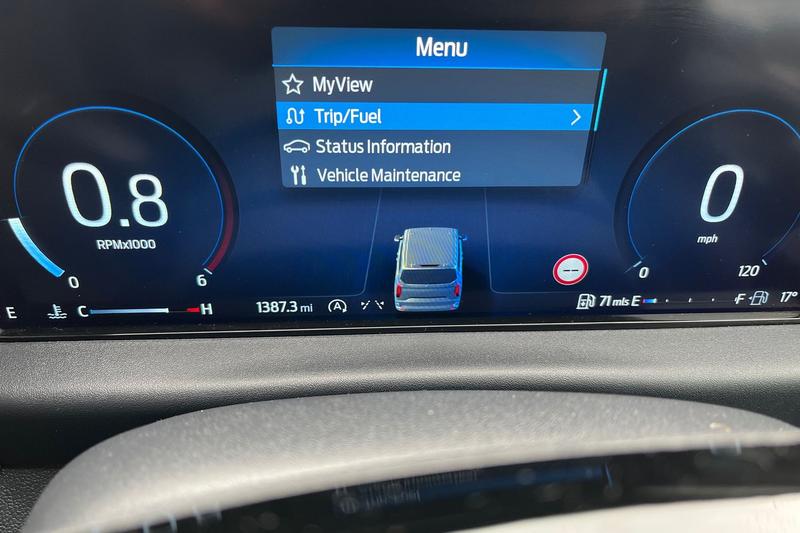 Menu
MyView
Trip/Fuel
Status Information
Vehicle Maintenance
0.8
RPMx1000
0
6
0
mph
0
120
E
C
H
1387.3 mi
A
--
71 mls E
F
17°